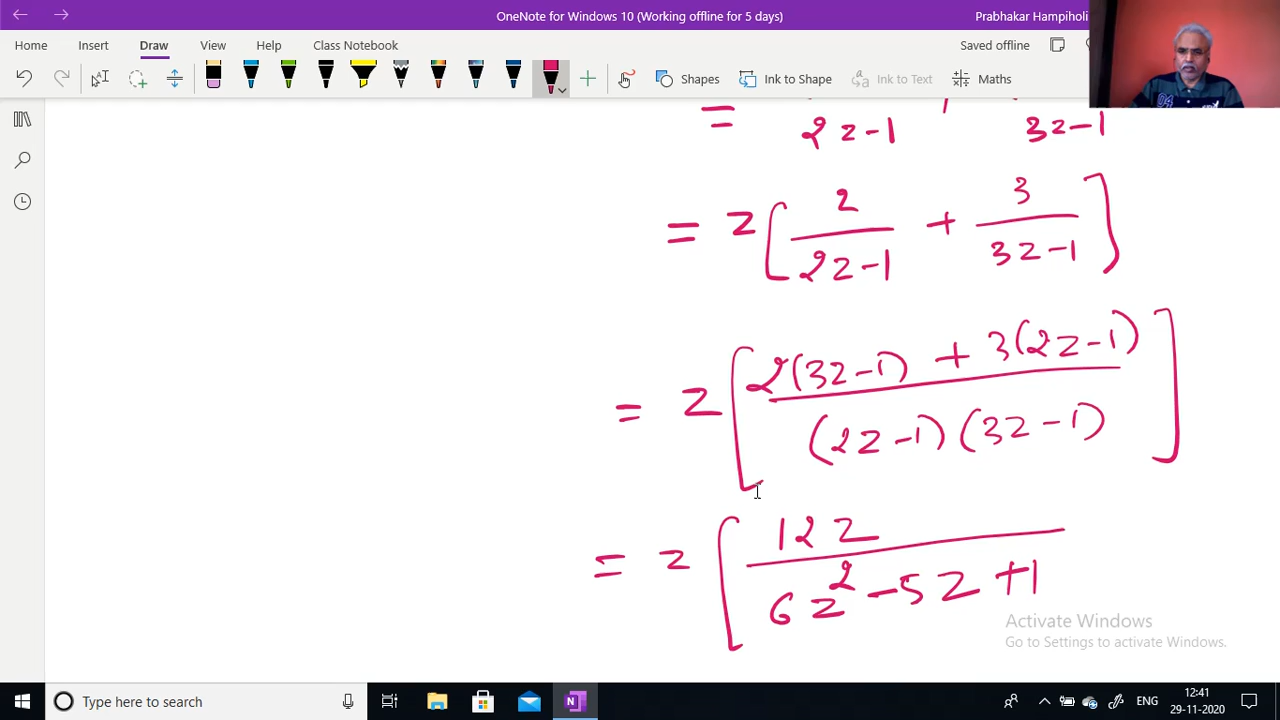 OneNote for Windows 10 (Working offline for 5 days)
Prabhakar Hampiholi
Home Insert Draw View Help Class Notebook
Saved offline
Shapes Ink to Shape Ink to Text Maths
04
= 2z-1 + 3z-1
= z[ 2/(2z-1) + 3/(3z-1) ]
= z[ (2(3z-1) + 3(2z-1))/((2z-1)(3z-1)) ]
= z[ 12z/(6z²-5z+1)
Activate Windows
Go to Settings to activate Windows.
Type here to search
ENG
12:41
29-11-2020